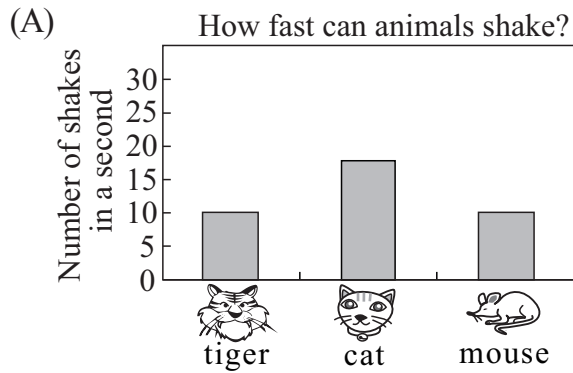 (A)
How fast can animals shake?
Number of shakes
in a second
30
25
20
15
10
5
0
tiger
cat
mouse